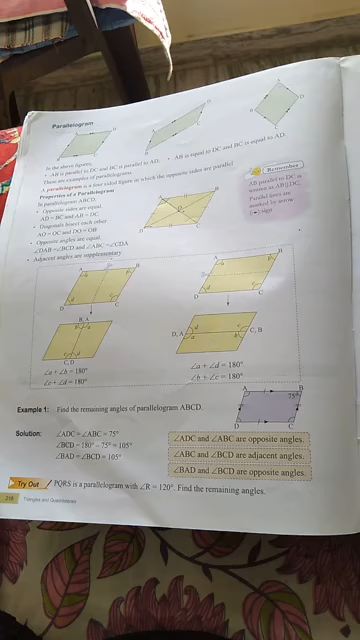 Parallelogram
In the above figures,
• AB is parallel to DC and BC is parallel to AD. • AB is equal to DC and BC is equal to AD.
These are examples of parallelograms.
A parallelogram is a four sided figure in which the opposite sides are parallel
Properties of a Parallelogram
In parallelogram ABCD,
• Opposite sides are equal.
AD = BC and AB = DC
• Diagonals bisect each other
AO = OC and DO = OB
• Opposite angles are equal.
∠DAB = ∠BCD and ∠ABC = ∠CDA
• Adjacent angles are supplementary
Remember
AB parallel to DC is
written as AB||DC.
Parallel lines are
marked by arrow
sign
∠a + ∠b = 180°
∠c + ∠d = 180°
∠a + ∠d = 180°
∠b + ∠c = 180°
Example 1: Find the remaining angles of parallelogram ABCD.
A B
75°
D C
Solution: ∠ADC = ∠ABC = 75°
∠BCD = 180° – 75° = 105°
∠BAD = ∠BCD = 105°
∠ADC and ∠ABC are opposite angles.
∠ABC and ∠BCD are adjacent angles.
∠BAD and ∠BCD are opposite angles.
Try Out PQRS is a parallelogram with ∠R = 120°. Find the remaining angles.
Triangles and Quadrilaterals